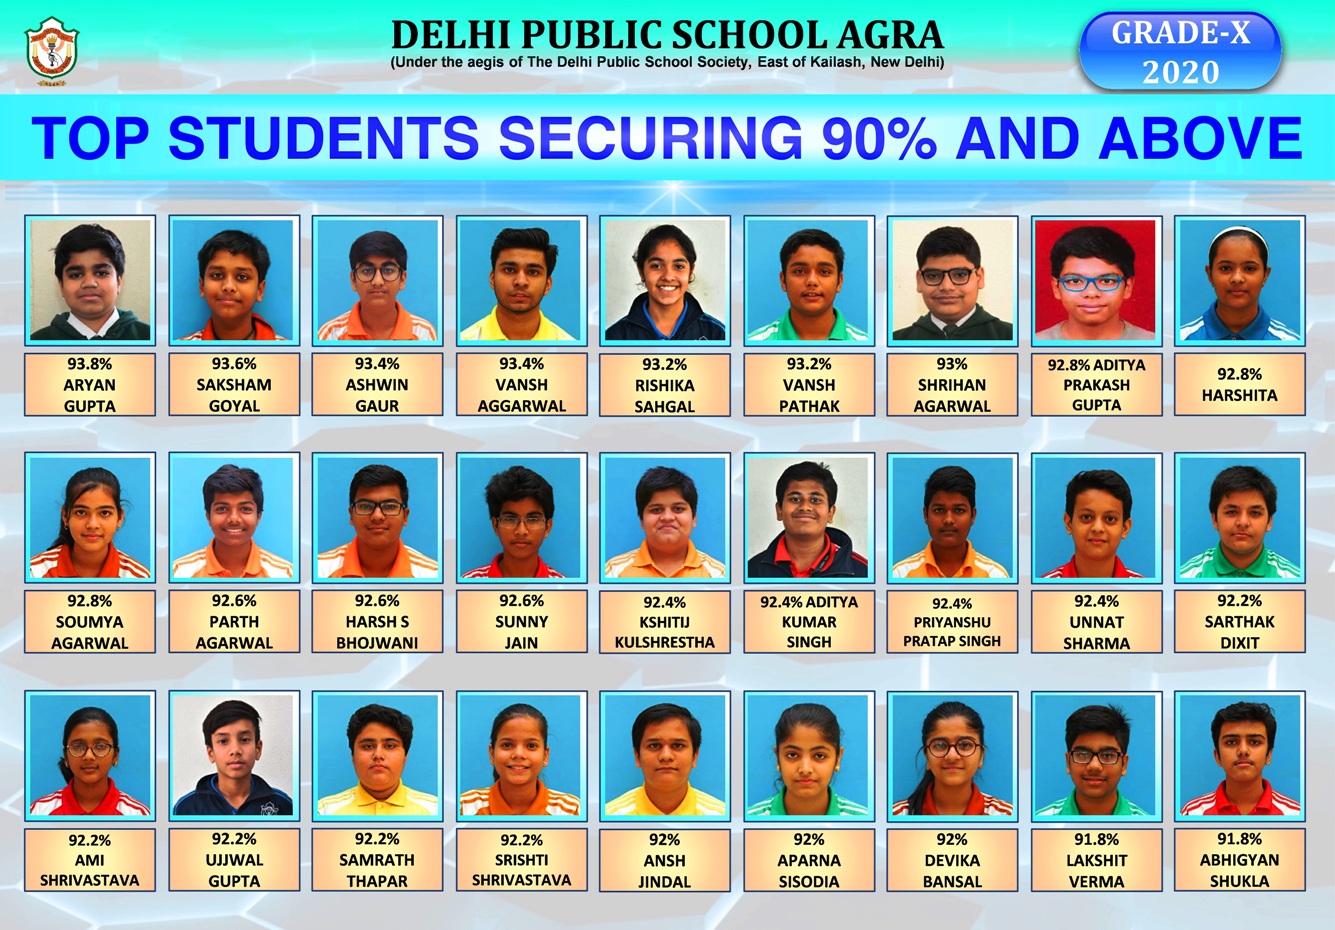 DELHI PUBLIC SCHOOL AGRA
(Under the aegis of The Delhi Public School Society, East of Kailash, New Delhi)
GRADE-X
2020
TOP STUDENTS SECURING 90% AND ABOVE
93.8%
ARYAN
GUPTA
93.6%
SAKSHAM
GOYAL
93.4%
ASHWIN
GAUR
93.4%
VANSH
AGGARWAL
93.2%
RISHIKA
SAHGAL
93.2%
VANSH
PATHAK
93%
SHRIHAN
AGARWAL
92.8% ADITYA
PRAKASH
GUPTA
92.8%
HARSHITA
92.8%
SOUMYA
AGARWAL
92.6%
PARTH
AGARWAL
92.6%
HARSH S
BHOJWANI
92.6%
SUNNY
JAIN
92.4%
KSHITIJ
KULSHRESTHA
92.4% ADITYA
KUMAR
SINGH
92.4%
PRIYANSHU
PRATAP SINGH
92.4%
UNNAT
SHARMA
92.2%
SARTHAK
DIXIT
92.2%
AMI
SHRIVASTAVA
92.2%
UJJWAL
GUPTA
92.2%
SAMRATH
THAPAR
92.2%
SRISHTI
SHRIVASTAVA
92%
ANSH
JINDAL
92%
APARNA
SISODIA
92%
DEVIKA
BANSAL
91.8%
LAKSHIT
VERMA
91.8%
ABHIGYAN
SHUKLA